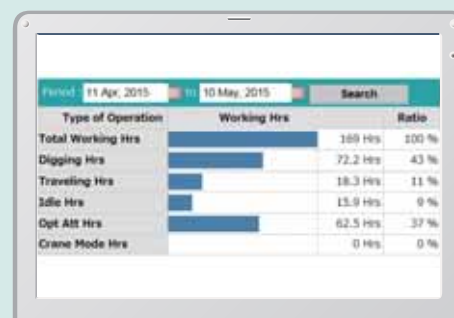 Period : 11 Apr, 2015 to 10 May, 2015 Search
Type of Operation Working Hrs Ratio
Total Working Hrs 169 Hrs 100 %
Digging Hrs 72.2 Hrs 43 %
Traveling Hrs 18.3 Hrs 11 %
Idle Hrs 15.9 Hrs 9 %
Opt Att Hrs 62.5 Hrs 37 %
Crane Mode Hrs 0 Hrs 0 %